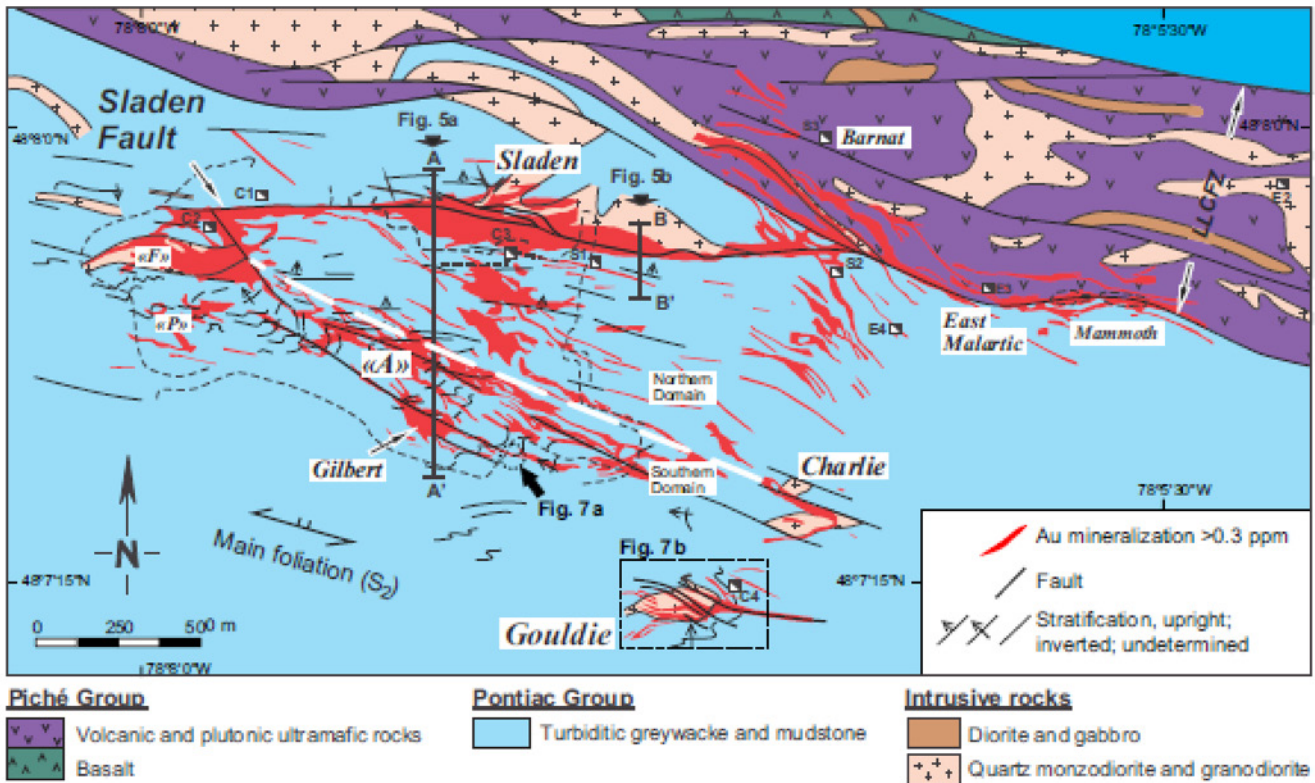 78°8'0"W
78°5'30"W
Sladen
Fault
48°8'0"N
48°8'0"N
Fig. 5a
A
Sladen
Fig. 5b
B
S3
Barnat
C1
C2
E2
LLCFZ
«F»
C3
S1
S2
B'
E3
«P»
E4
East
Malartic
Mammoth
«A»
Northern
Domain
Gilbert
A'
Southern
Domain
Charlie
Fig. 7a
78°5'30"W
N
Main foliation (S2)
Fig. 7b
48°7'15"N
48°7'15"N
C4
Gouldie
0 250 500 m
78°8'0"W
Au mineralization >0.3 ppm
Fault
Stratification, upright;
inverted; undetermined
Piché Group
Volcanic and plutonic ultramafic rocks
Basalt
Pontiac Group
Turbiditic greywacke and mudstone
Intrusive rocks
Diorite and gabbro
Quartz monzodiorite and granodiorite